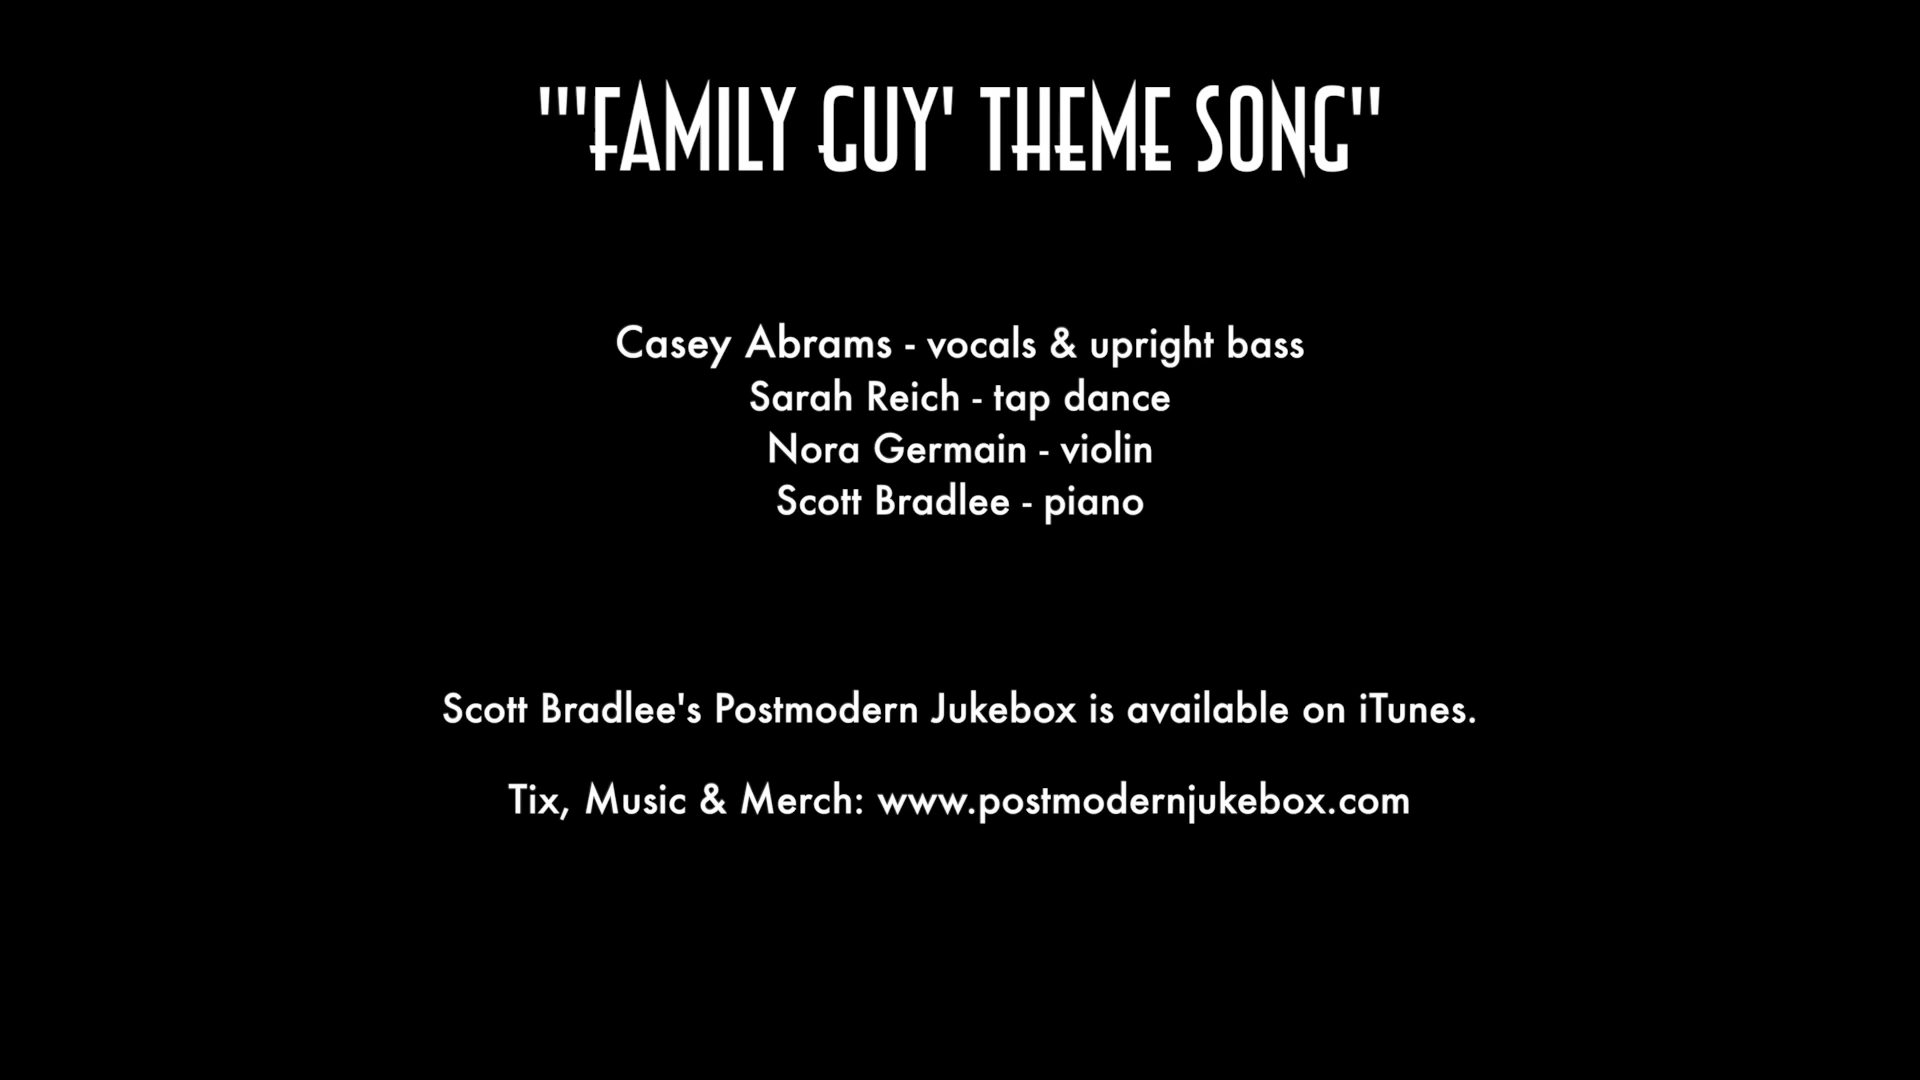 "'FAMILY GUY' THEME SONG"
Casey Abrams - vocals & upright bass
Sarah Reich - tap dance
Nora Germain - violin
Scott Bradlee - piano
Scott Bradlee's Postmodern Jukebox is available on iTunes.
Tix, Music & Merch: www.postmodernjukebox.com